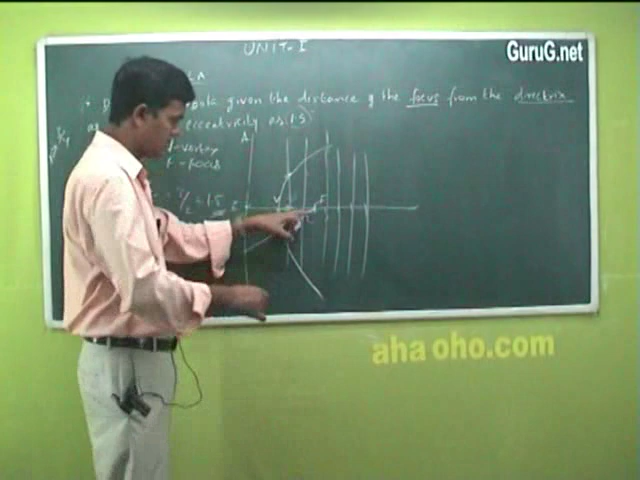 GuruG.net
UNIT-I
given the distance of the focus from the directrix
eccentricity as 1.5
V - vertex
F - focus
= 1.5
A
V
F
aha oho.com